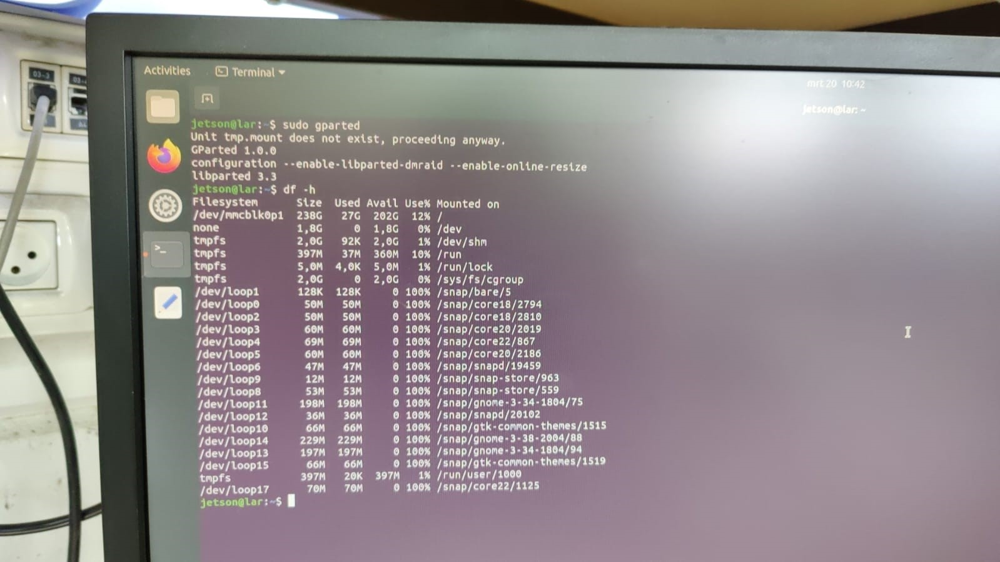 03-3
03-
Activities
Terminal
mrt 20 10:42
jetson@lar: ~
jetson@lar:~$ sudo gparted
Unit tmp.mount does not exist, proceeding anyway.
GParted 1.0.0
configuration --enable-libparted-dmraid --enable-online-resize
libparted 3.3
jetson@lar:~$ df -h
Filesystem Size Used Avail Use% Mounted on
/dev/mmcblk0p1 238G 27G 202G 12% /
none 1,8G 0 1,8G 0% /dev
tmpfs 2,0G 92K 2,0G 1% /dev/shm
tmpfs 397M 37M 360M 10% /run
tmpfs 5,0M 4,0K 5,0M 1% /run/lock
tmpfs 2,0G 0 2,0G 0% /sys/fs/cgroup
/dev/loop1 128K 128K 0 100% /snap/bare/5
/dev/loop0 50M 50M 0 100% /snap/core18/2794
/dev/loop2 50M 50M 0 100% /snap/core18/2810
/dev/loop3 60M 60M 0 100% /snap/core20/2019
/dev/loop4 69M 69M 0 100% /snap/core22/867
/dev/loop5 60M 60M 0 100% /snap/core20/2186
/dev/loop6 47M 47M 0 100% /snap/snapd/19459
/dev/loop9 12M 12M 0 100% /snap/snap-store/963
/dev/loop8 53M 53M 0 100% /snap/snap-store/559
/dev/loop11 198M 198M 0 100% /snap/gnome-3-34-1804/75
/dev/loop12 36M 36M 0 100% /snap/snapd/20102
/dev/loop10 66M 66M 0 100% /snap/gtk-common-themes/1515
/dev/loop14 229M 229M 0 100% /snap/gnome-3-38-2004/88
/dev/loop13 197M 197M 0 100% /snap/gnome-3-34-1804/94
/dev/loop15 66M 66M 0 100% /snap/gtk-common-themes/1519
tmpfs 397M 20K 397M 1% /run/user/1000
/dev/loop17 70M 70M 0 100% /snap/core22/1125
jetson@lar:~$